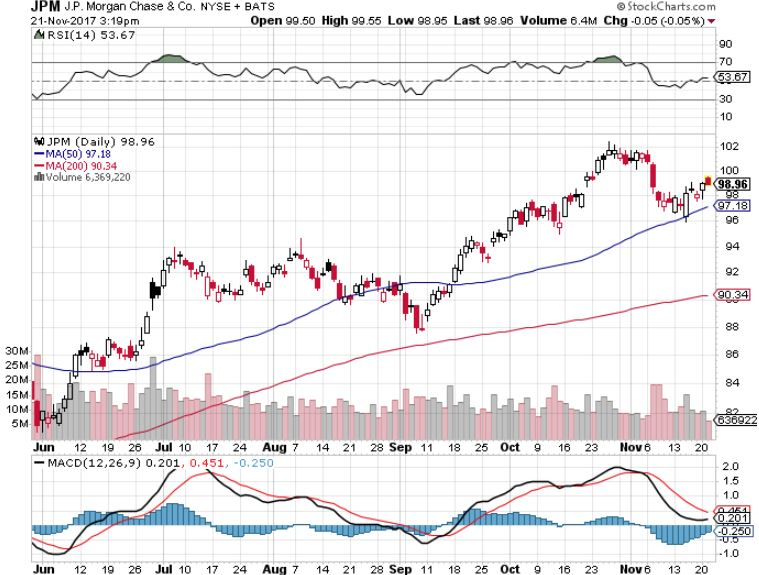 JPM J.P. Morgan Chase & Co. NYSE + BATS © StockCharts.com
21-Nov-2017 3:19pm Open 99.50 High 99.55 Low 98.95 Last 98.96 Volume 6.4M Chg -0.05 (-0.05%)
RSI(14) 53.67
90
70
53.67
30
10
JPM (Daily) 98.96
MA(50) 97.18
MA(200) 90.34
Volume 6,369,220
102
100
98.96
98
97.18
96
94
92
90.34
88
86
84
82
30M
25M
20M
15M
10M
5M
636922
Jun 12 19 26 Jul 10 17 24 Aug 7 14 21 28 Sep 11 18 25 Oct 9 16 23 Nov 6 13 20
MACD(12,26,9) 0.201, 0.451, -0.250
2.0
1.5
1.0
0.451
0.201
-0.250
-1.0
Jun 12 19 26 Jul 10 17 24 Aug 7 14 21 28 Sep 11 18 25 Oct 9 16 23 Nov 6 13 20